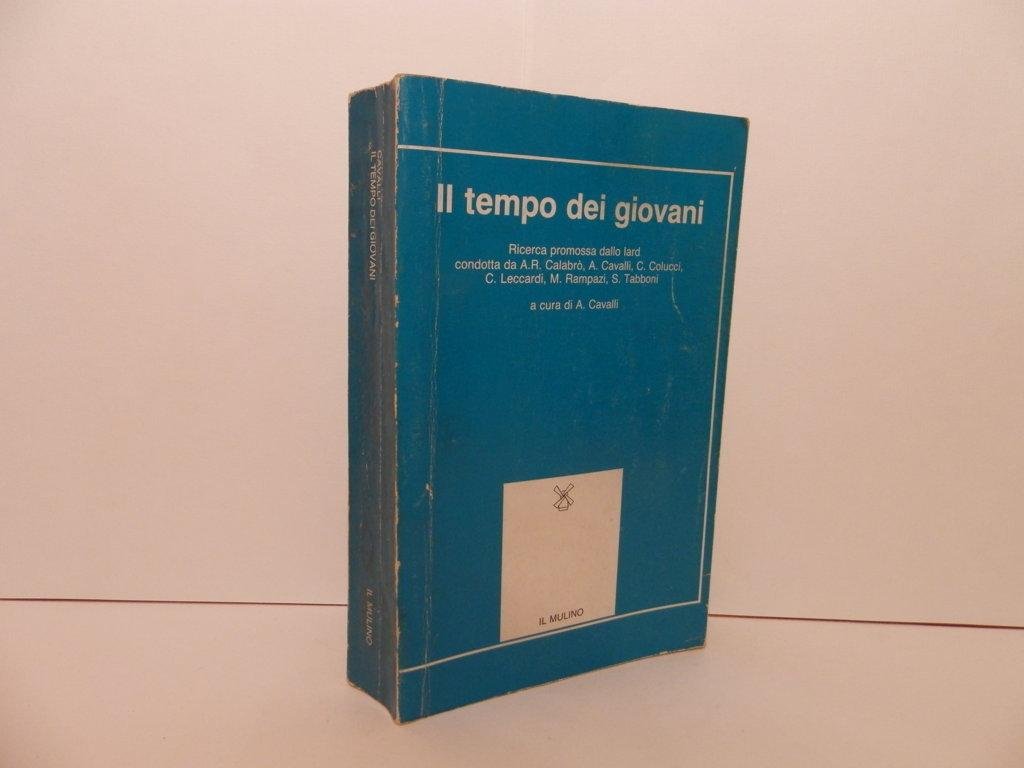 Il tempo dei giovani
Ricerca promossa dallo Iard
condotta da A.R. Calabrò, A. Cavalli, C. Colucci,
C. Leccardi, M. Rampazi, S. Tabboni
a cura di A. Cavalli
IL MULINO
CAVALLI
IL TEMPO DEI GIOVANI
IL MULINO